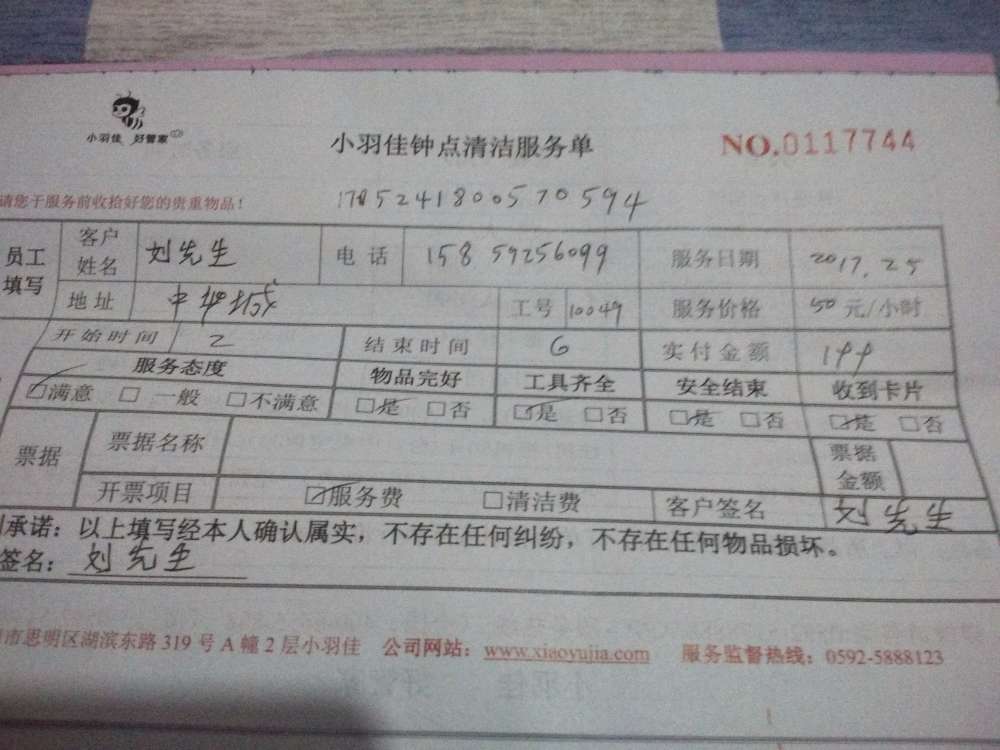 小羽佳 好管家
小羽佳钟点清洁服务单
NO.0117744
请您于服务前收拾好您的贵重物品!
1785241800570594
员工填写 客户姓名 刘先生 电话 15859256099 服务日期 2017.25
地址 中 城 工号 10049 服务价格 50元/小时
开始时间 2 结束时间 6 实付金额 199
服务态度 物品完好 工具齐全 安全结束 收到卡片
☑满意 □一般 □不满意 ☑是 □否 ☑是 □否 ☑是 □否 ☑是 □否
票据 票据名称 票据金额
开票项目 ☑服务费 □清洁费 客户签名 刘先生
承诺：以上填写经本人确认属实，不存在任何纠纷，不存在任何物品损坏。
签名：刘先生
市思明区湖滨东路319号A幢2层小羽佳 公司网站：www.xiaoyujia.com 服务监督热线：0592-5888123